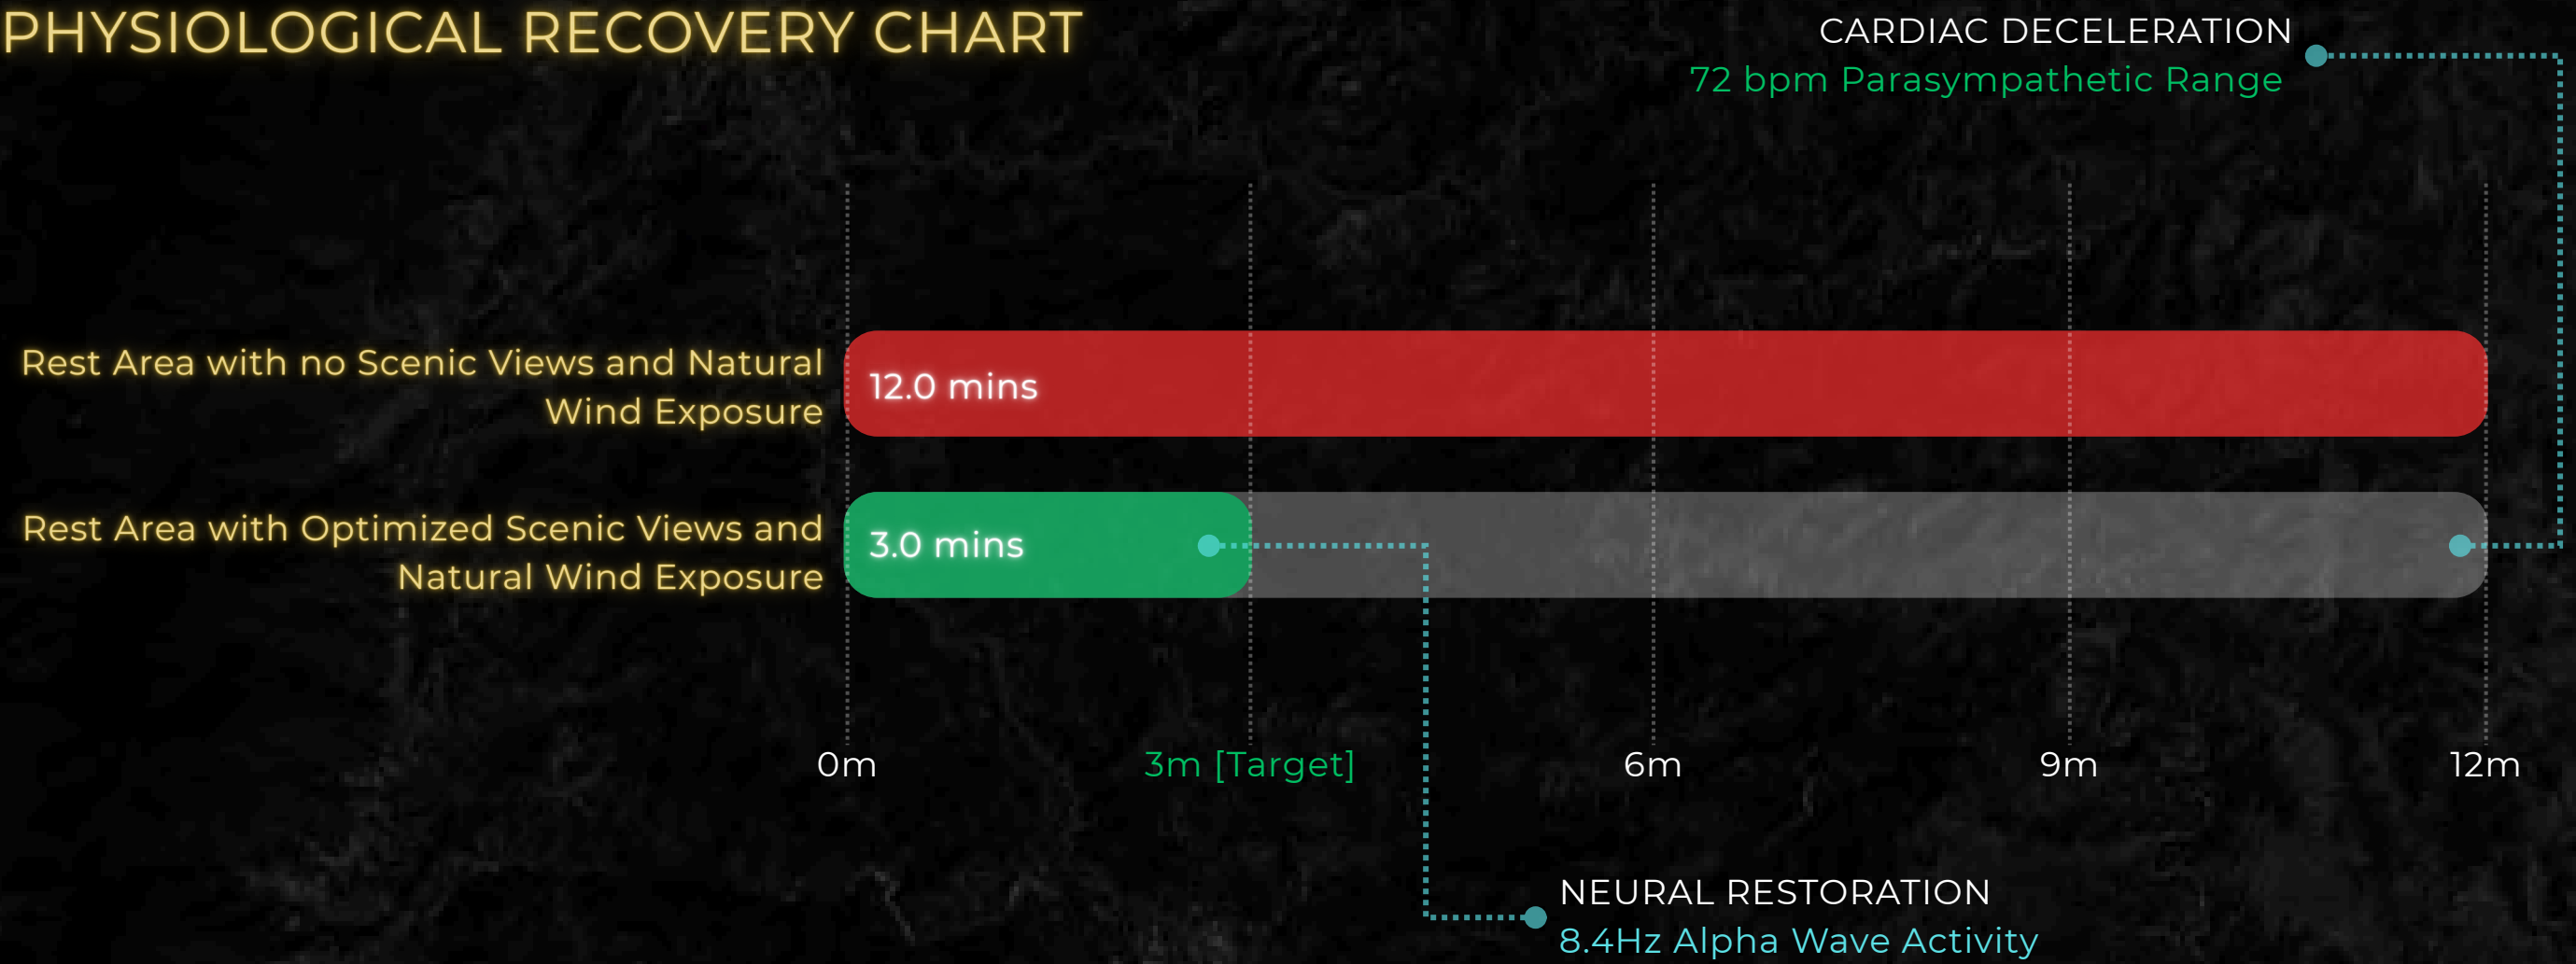 PHYSIOLOGICAL RECOVERY CHART
CARDIAC DECELERATION
72 bpm Parasympathetic Range
Rest Area with no Scenic Views and Natural
Wind Exposure
12.0 mins
Rest Area with Optimized Scenic Views and
Natural Wind Exposure
3.0 mins
0m
3m [Target]
6m
9m
12m
NEURAL RESTORATION
8.4Hz Alpha Wave Activity